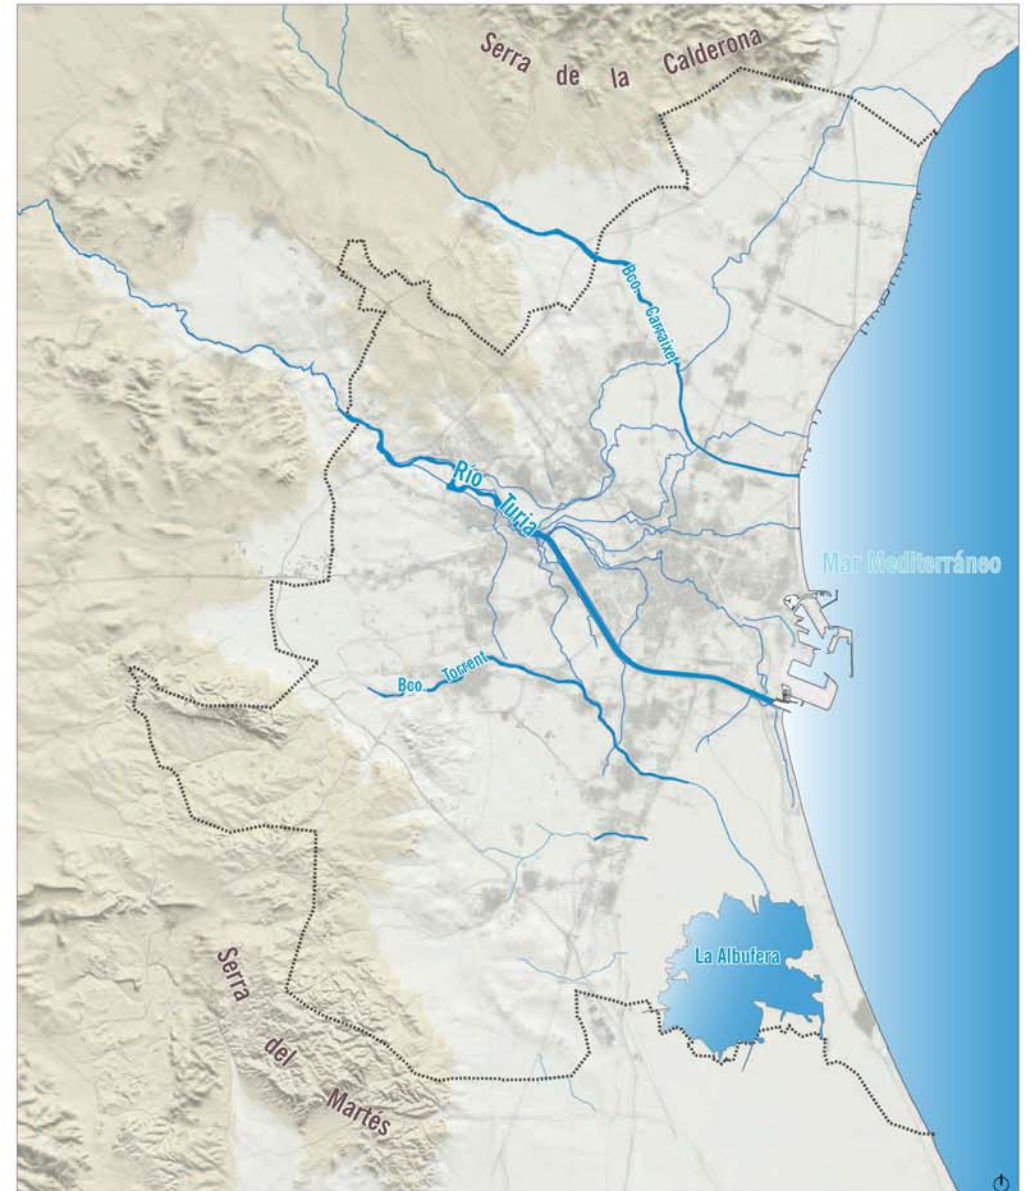 Serra de la Calderona
Bco. Carraixet
Río Turia
Mar Mediterráneo
Bco. Torrent
La Albufera
Serra del Martés